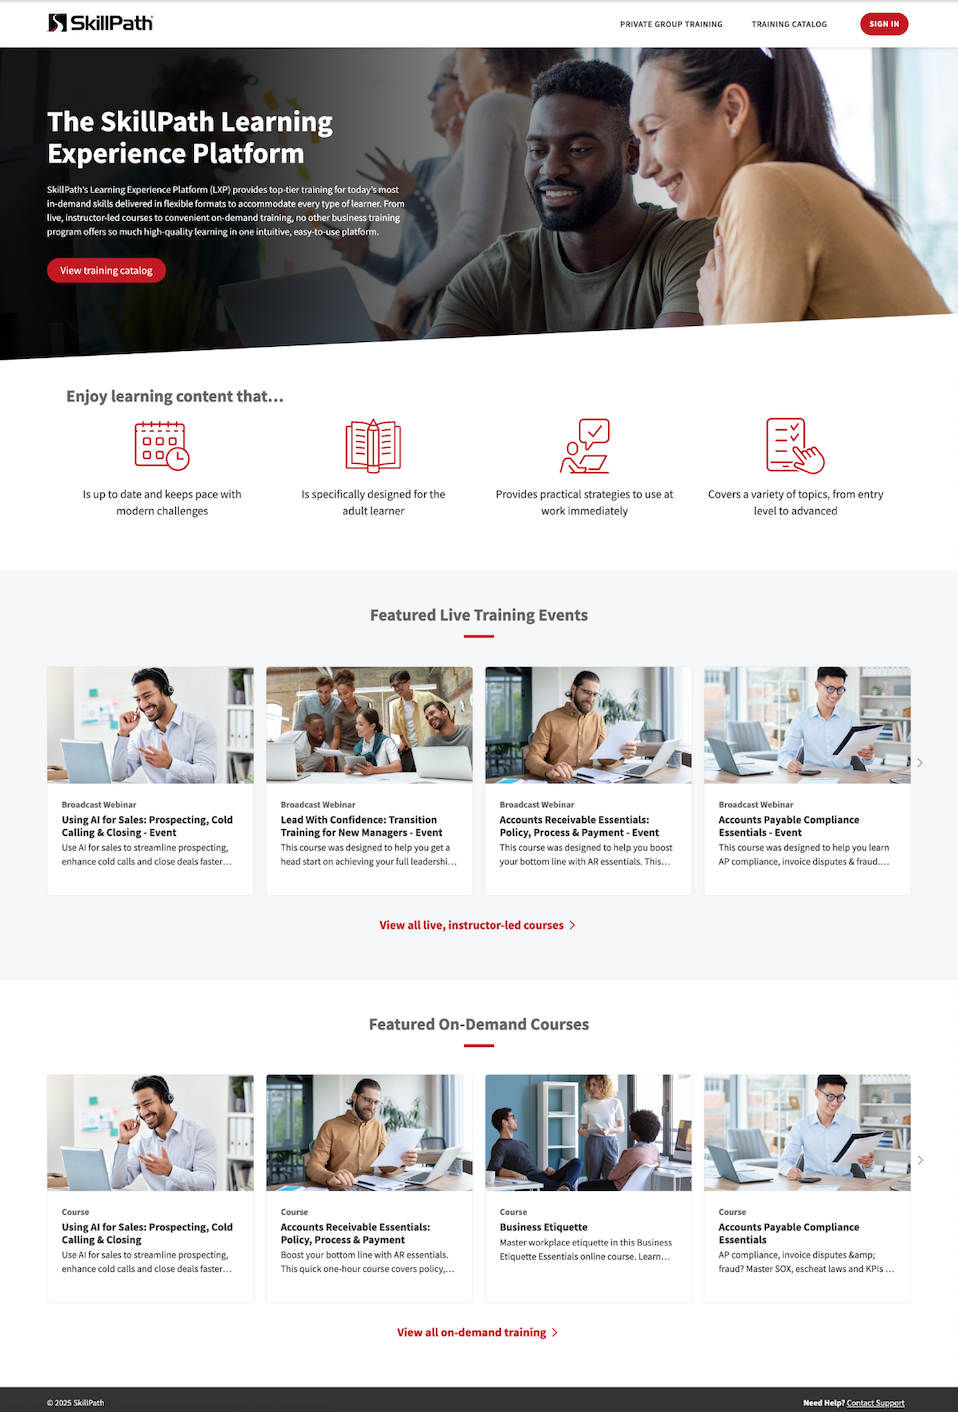 SkillPath
PRIVATE GROUP TRAINING
TRAINING CATALOG
SIGN IN
The SkillPath Learning
Experience Platform
SkillPath's Learning Experience Platform (LXP) provides top-tier training for today's most
in-demand skills delivered in flexible formats to accommodate every type of learner. From
live, instructor-led courses to convenient on-demand training, no other business training
program offers so much high-quality learning in one intuitive, easy-to-use platform.
View training catalog
Enjoy learning content that...
Is up to date and keeps pace with
modern challenges
Is specifically designed for the
adult learner
Provides practical strategies to use at
work immediately
Covers a variety of topics, from entry
level to advanced
Featured Live Training Events
Broadcast Webinar
Using AI for Sales: Prospecting, Cold
Calling & Closing - Event
Use AI for sales to streamline prospecting,
enhance cold calls and close deals faster...
Broadcast Webinar
Lead With Confidence: Transition
Training for New Managers - Event
This course was designed to help you get a
head start on achieving your full leadershi...
Broadcast Webinar
Accounts Receivable Essentials:
Policy, Process & Payment - Event
This course was designed to help you boost
your bottom line with AR essentials. This...
Broadcast Webinar
Accounts Payable Compliance
Essentials - Event
This course was designed to help you learn
AP compliance, invoice disputes & fraud....
View all live, instructor-led courses
Featured On-Demand Courses
Course
Using AI for Sales: Prospecting, Cold
Calling & Closing
Use AI for sales to streamline prospecting,
enhance cold calls and close deals faster...
Course
Accounts Receivable Essentials:
Policy, Process & Payment
Boost your bottom line with AR essentials.
This quick one-hour course covers policy,...
Course
Business Etiquette
Master workplace etiquette in this Business
Etiquette Essentials online course. Learn...
Course
Accounts Payable Compliance
Essentials
AP compliance, invoice disputes &amp;
fraud? Master SOX, escheat laws and KPIs ...
View all on-demand training
© 2025 SkillPath
Need Help? Contact Support